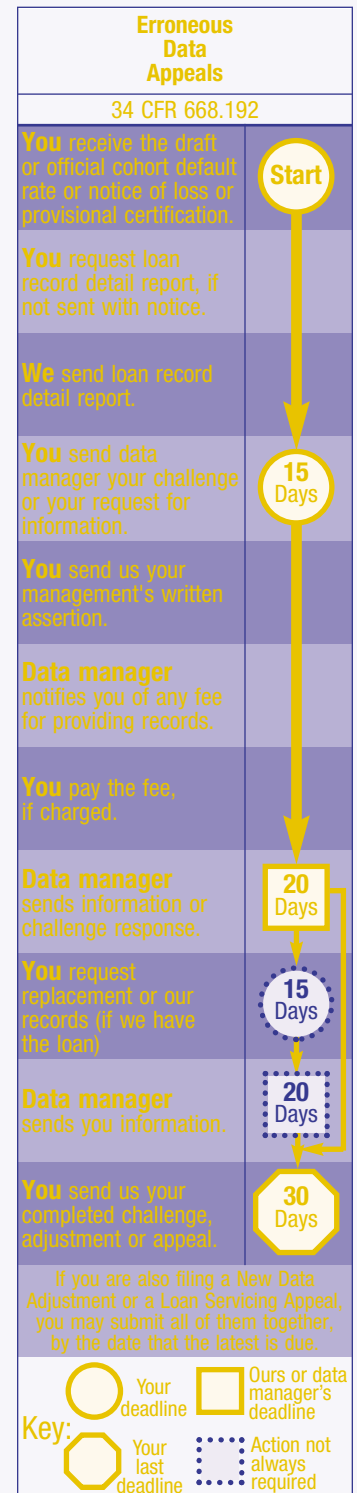 Erroneous
Data
Appeals
34 CFR 668.192
You receive the draft
or official cohort default
rate or notice of loss or
provisional certification.
Start
You request loan
record detail report, if
not sent with notice.
We send loan record
detail report.
You send data
manager your challenge
or your request for
information.
15
Days
You send us your
management's written
assertion.
Data manager
notifies you of any fee
for providing records.
You pay the fee,
if charged.
Data manager
sends information or
challenge response.
20
Days
You request
replacement or our
records (if we have
the loan)
15
Days
Data manager
sends you information.
20
Days
You send us your
completed challenge,
adjustment or appeal.
30
Days
If you are also filing a New Data
Adjustment or a Loan Servicing Appeal,
you may submit all of them together,
by the date that the latest is due.
Key:
Your
deadline
Ours or data
manager's
deadline
Your
last
deadline
Action not
always
required